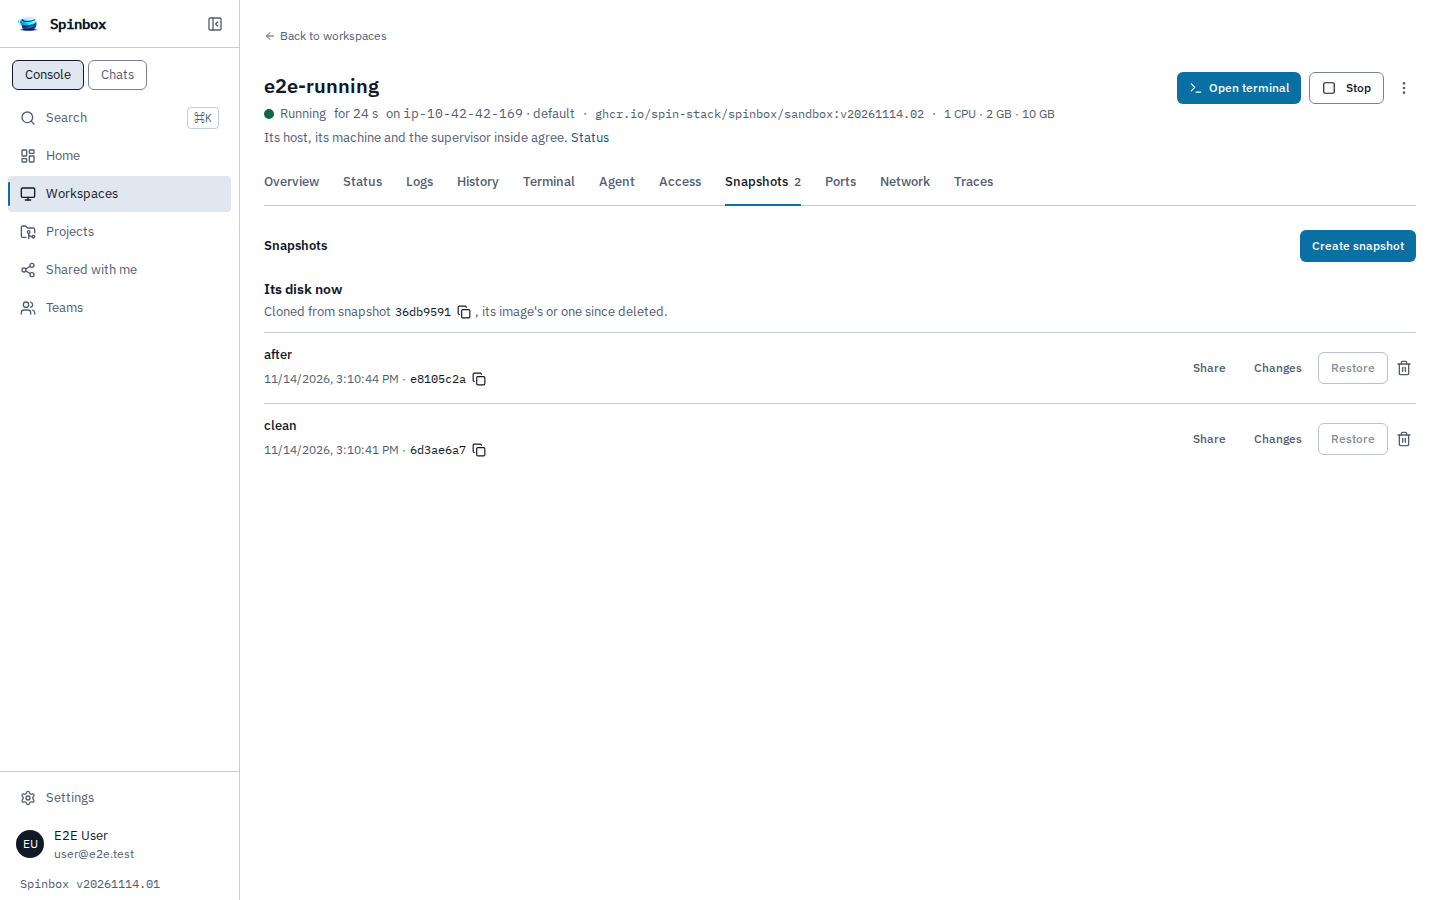 Spinbox
Console
Chats
Search
⌘K
Home
Workspaces
Projects
Shared with me
Teams
Settings
EU
E2E User
user@e2e.test
Spinbox v20261114.01
Back to workspaces
e2e-running
Open terminal
Stop
Running for 24 s on ip-10-42-42-169 · default · ghcr.io/spin-stack/spinbox/sandbox:v20261114.02 · 1 CPU · 2 GB · 10 GB
Its host, its machine and the supervisor inside agree. Status
Overview Status Logs History Terminal Agent Access Snapshots 2 Ports Network Traces
Snapshots
Create snapshot
Its disk now
Cloned from snapshot 36db9591 , its image's or one since deleted.
after
11/14/2026, 3:10:44 PM · e8105c2a
Share Changes Restore
clean
11/14/2026, 3:10:41 PM · 6d3ae6a7
Share Changes Restore